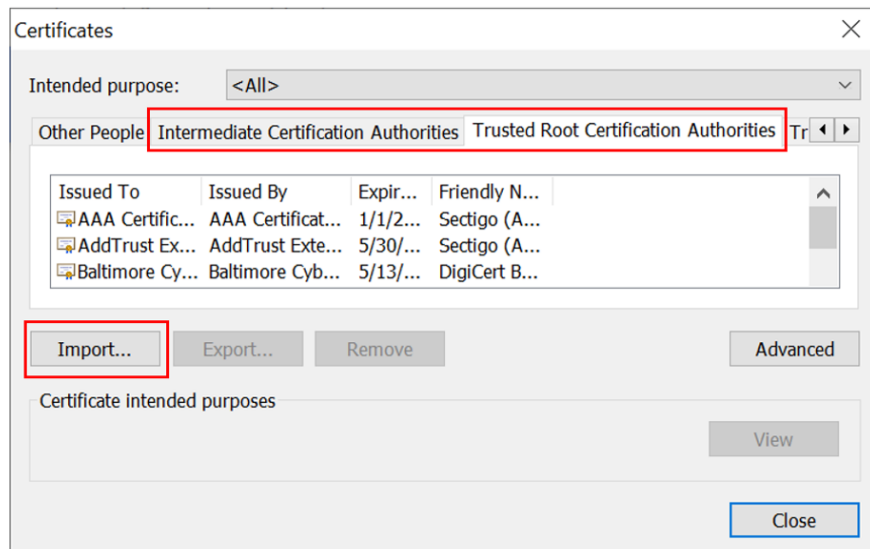 Certificates
Intended purpose: <All>
Other People Intermediate Certification Authorities Trusted Root Certification Authorities Tr
Issued To Issued By Expir... Friendly N...
AAA Certific... AAA Certificat... 1/1/2... Sectigo (A...
AddTrust Ex... AddTrust Exte... 5/30/... Sectigo (A...
Baltimore Cy... Baltimore Cyb... 5/13/... DigiCert B...
Import... Export... Remove Advanced
Certificate intended purposes
View
Close